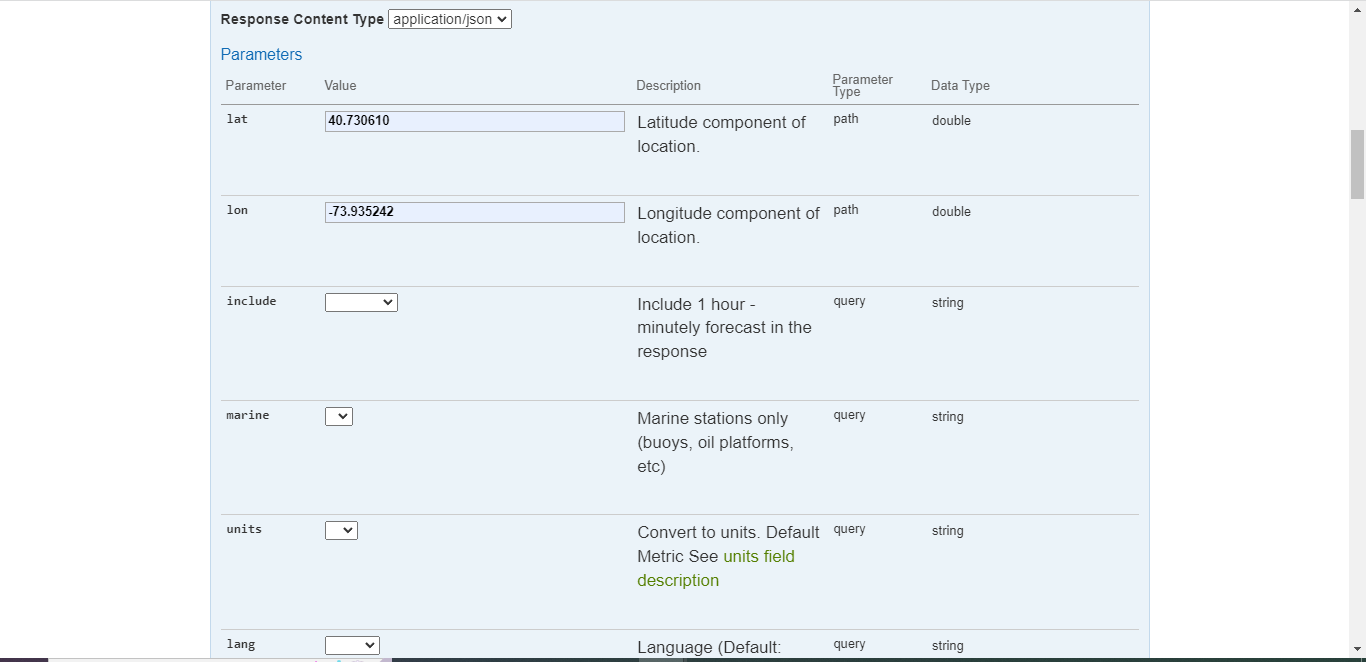 Response Content Type application/json
Parameters
Parameter Value Description Parameter Type Data Type
lat 40.730610 Latitude component of location. path double
lon -73.935242 Longitude component of location. path double
include Include 1 hour - minutely forecast in the response query string
marine Marine stations only (buoys, oil platforms, etc) query string
units Convert to units. Default Metric See units field description query string
lang Language (Default: query string